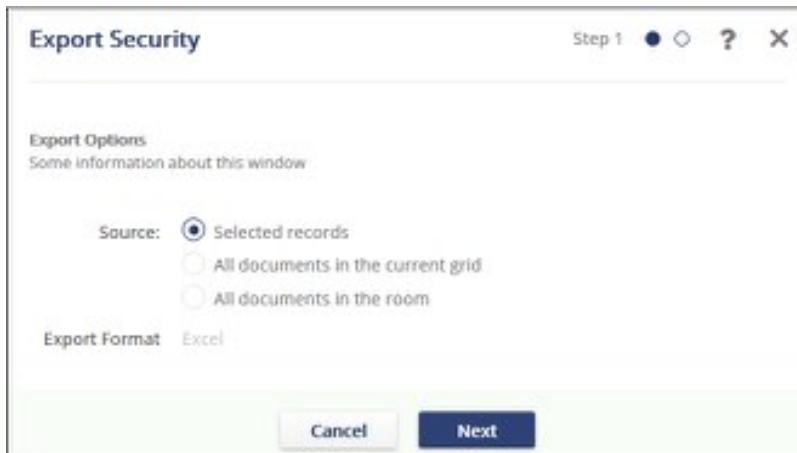 Export Security
Step 1
?
Export Options
Some information about this window
Source: Selected records
All documents in the current grid
All documents in the room
Export Format Excel
Cancel Next